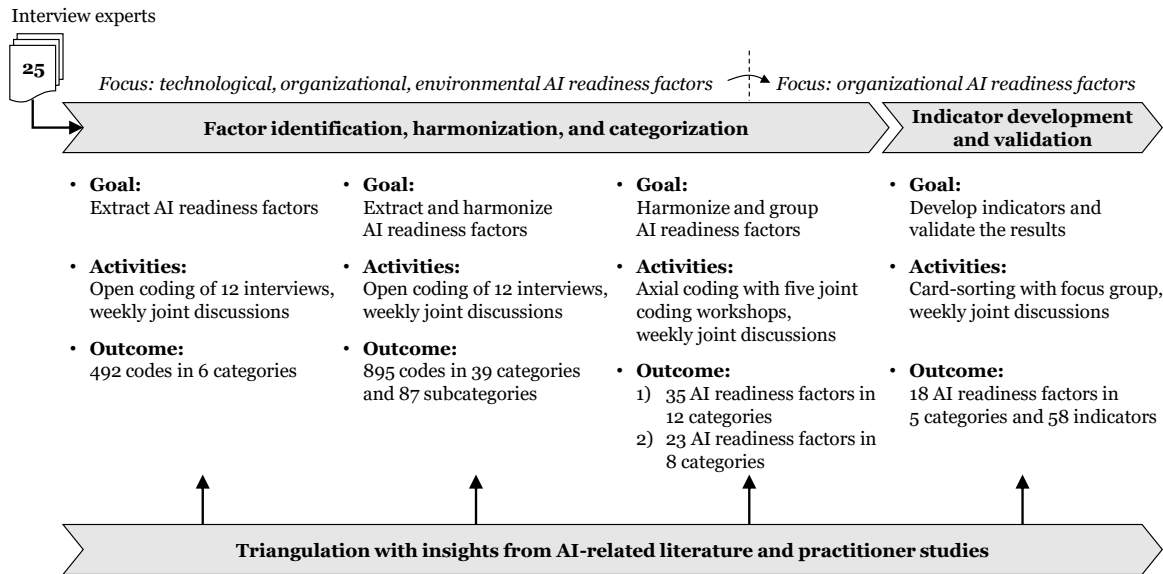 Interview experts
25
Focus: technological, organizational, environmental AI readiness factors
Focus: organizational AI readiness factors
Factor identification, harmonization, and categorization
Indicator development
and validation
• Goal:
Extract AI readiness factors
• Activities:
Open coding of 12 interviews,
weekly joint discussions
• Outcome:
492 codes in 6 categories
• Goal:
Extract and harmonize
AI readiness factors
• Activities:
Open coding of 12 interviews,
weekly joint discussions
• Outcome:
895 codes in 39 categories
and 87 subcategories
• Goal:
Harmonize and group
AI readiness factors
• Activities:
Axial coding with five joint
coding workshops,
weekly joint discussions
• Outcome:
1) 35 AI readiness factors in
12 categories
2) 23 AI readiness factors in
8 categories
• Goal:
Develop indicators and
validate the results
• Activities:
Card-sorting with focus group,
weekly joint discussions
• Outcome:
18 AI readiness factors in
5 categories and 58 indicators
Triangulation with insights from AI-related literature and practitioner studies